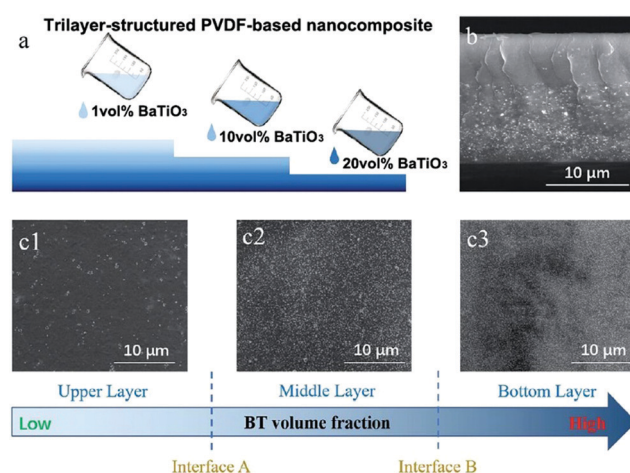 Trilayer-structured PVDF-based nanocomposite
a
1vol% BaTiO₃
10vol% BaTiO₃
20vol% BaTiO₃
b
10 μm
c1
10 μm
c2
10 μm
c3
10 μm
Upper Layer
Middle Layer
Bottom Layer
Low
BT volume fraction
High
Interface A
Interface B